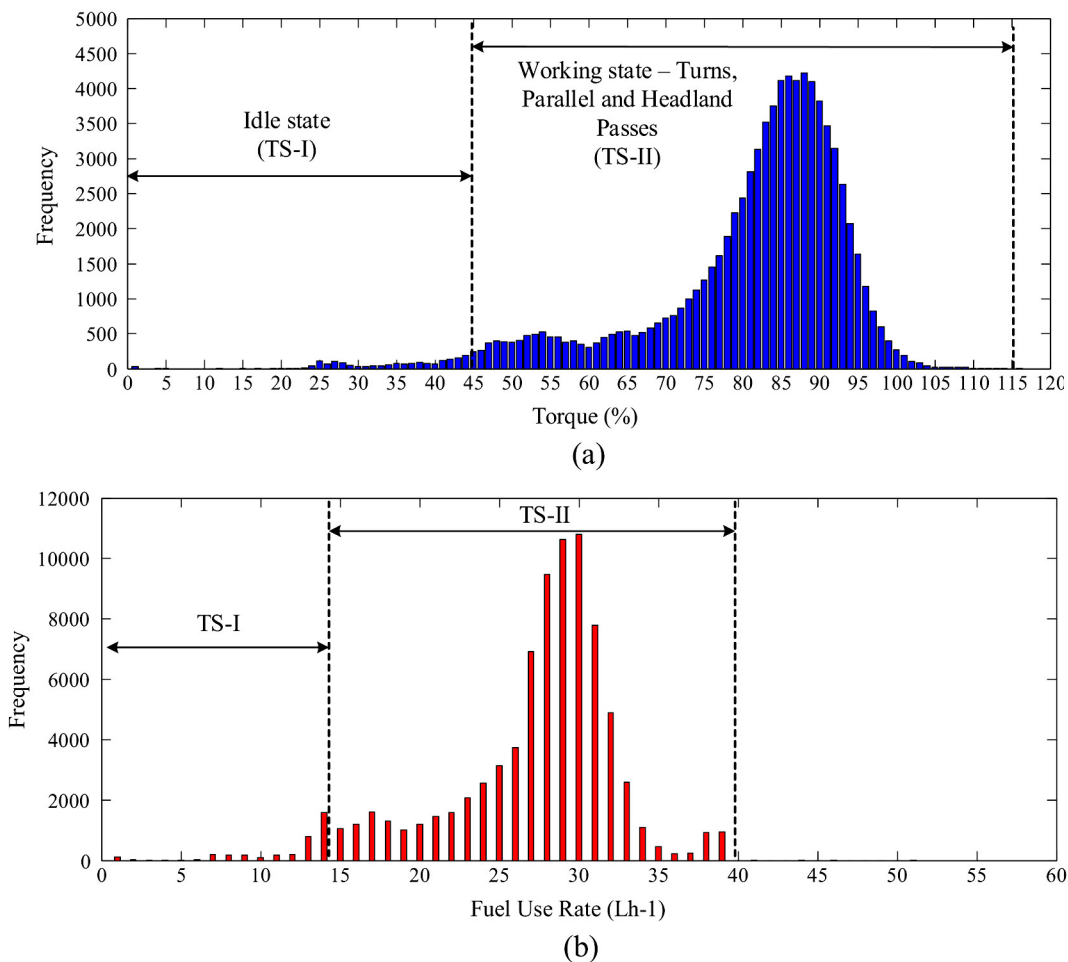 5000
4500
4000
3500
3000
2500
2000
1500
1000
500
0
Frequency
Idle state
(TS-I)
Working state – Turns,
Parallel and Headland
Passes
(TS-II)
0 5 10 15 20 25 30 35 40 45 50 55 60 65 70 75 80 85 90 95 100 105 110 115 120
Torque (%)
(a)
12000
10000
8000
6000
4000
2000
0
Frequency
TS-I
TS-II
0 5 10 15 20 25 30 35 40 45 50 55 60
Fuel Use Rate (Lh-1)
(b)